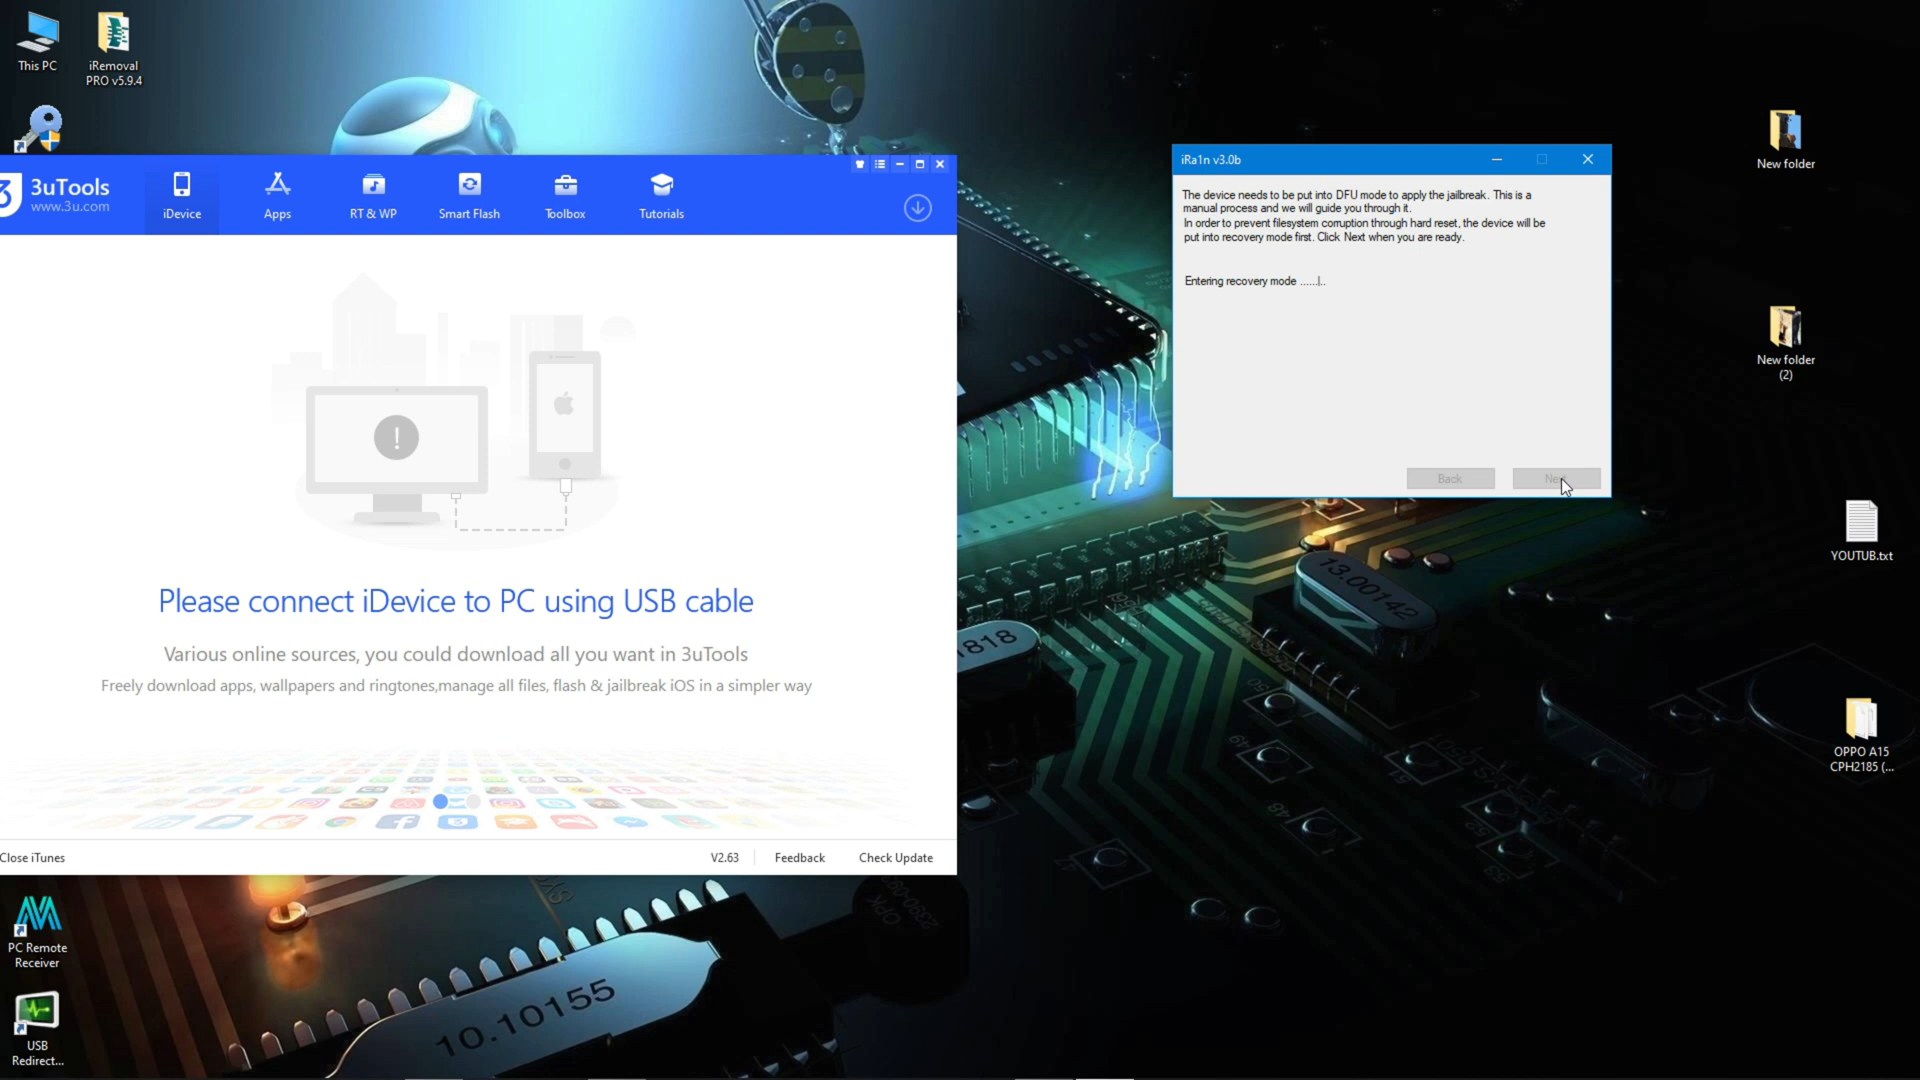 This PC
iRemoval
PRO v5.9.4
3uTools
www.3u.com
iDevice
Apps
RT & WP
Smart Flash
Toolbox
Tutorials
Please connect iDevice to PC using USB cable
Various online sources, you could download all you want in 3uTools
Freely download apps, wallpapers and ringtones,manage all files, flash & jailbreak iOS in a simpler way
Close iTunes
V2.63
Feedback
Check Update
iRa1n v3.0b
The device needs to be put into DFU mode to apply the jailbreak. This is a
manual process and we will guide you through it.
In order to prevent filesystem corruption through hard reset, the device will be
put into recovery mode first. Click Next when you are ready.
Entering recovery mode ......|..
Back
New folder
New folder
(2)
YOUTUB.txt
OPPO A15
CPH2185 (...
PC Remote
Receiver
USB
Redirect...
13.00142
1818
10.10155